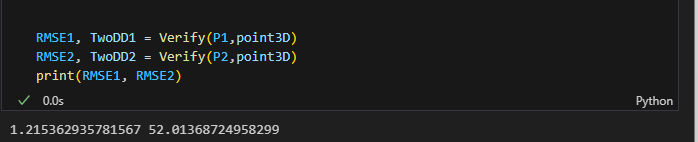 RMSE1, TwoDD1 = Verify(P1,point3D)
RMSE2, TwoDD2 = Verify(P2,point3D)
print(RMSE1, RMSE2)
0.0s Python
1.215362935781567 52.01368724958299